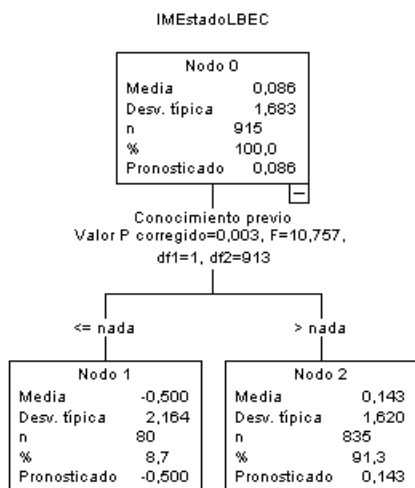 IMEstadoLBEC
Nodo 0
Media 0,086
Desv. típica 1,683
n 915
% 100,0
Pronosticado 0,086
Conocimiento previo
Valor P corregido=0,003, F=10,757,
df1=1, df2=913
<= nada
> nada
Nodo 1
Media -0,500
Desv. típica 2,164
n 80
% 8,7
Pronosticado -0,500
Nodo 2
Media 0,143
Desv. típica 1,620
n 835
% 91,3
Pronosticado 0,143